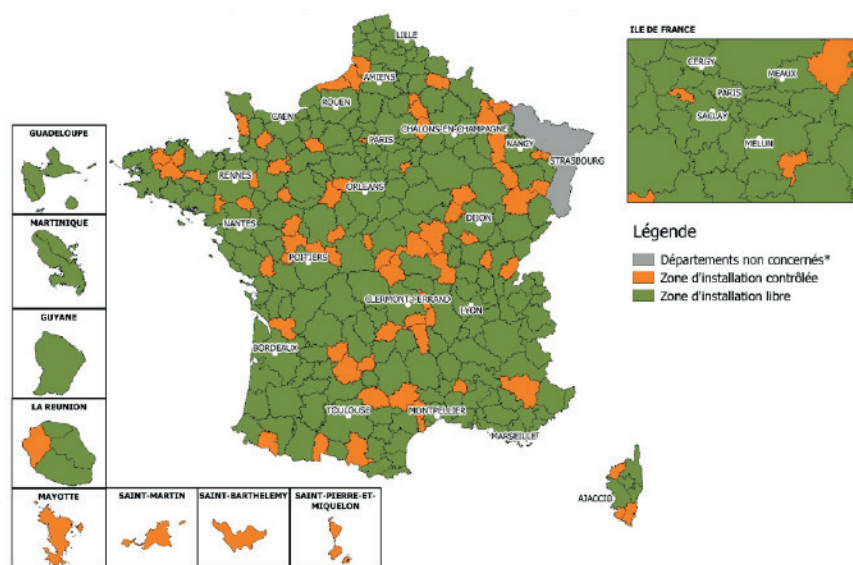 LILLE
AMIENS
ROUEN
CAEN
PARIS
CHALONS-EN-CHAMPAGNE
NANCY
STRASBOURG
RENNES
ORLEANS
NANTES
DIJON
POITIERS
CLERMONT-FERRAND
LYON
BORDEAUX
TOULOUSE
MONTPELLIER
MARSEILLE
AJACCIO
GUADELOUPE
MARTINIQUE
GUYANE
LA REUNION
MAYOTTE
SAINT-MARTIN
SAINT-BARTHELEMY
SAINT-PIERRE-ET-
MIQUELON
ILE DE FRANCE
CERGY
MEAUX
PARIS
SACLAY
MELUN
Légende
Départements non concernés*
Zone d'installation contrôlée
Zone d'installation libre